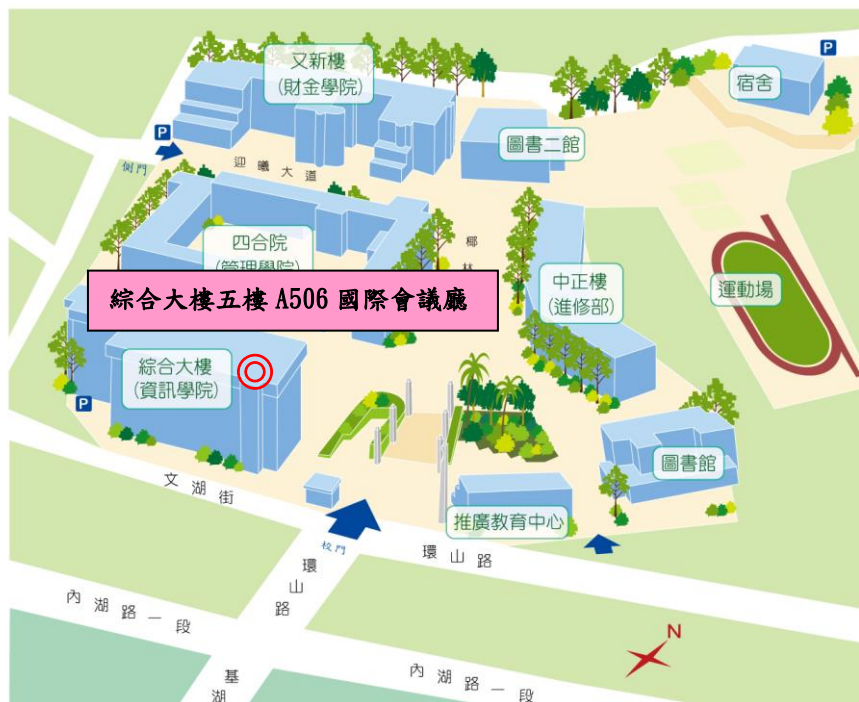 又新樓
(財金學院)
P
宿舍
P
圖書二館
側門
迎曦大道
四合院
(管理學院)
椰林
中正樓
(進修部)
運動場
綜合大樓五樓 A506 國際會議廳
綜合大樓
(資訊學院)
P
圖書館
文湖街
推廣教育中心
校門
環山路
環山路
內湖路一段
N
內湖路一段
基湖